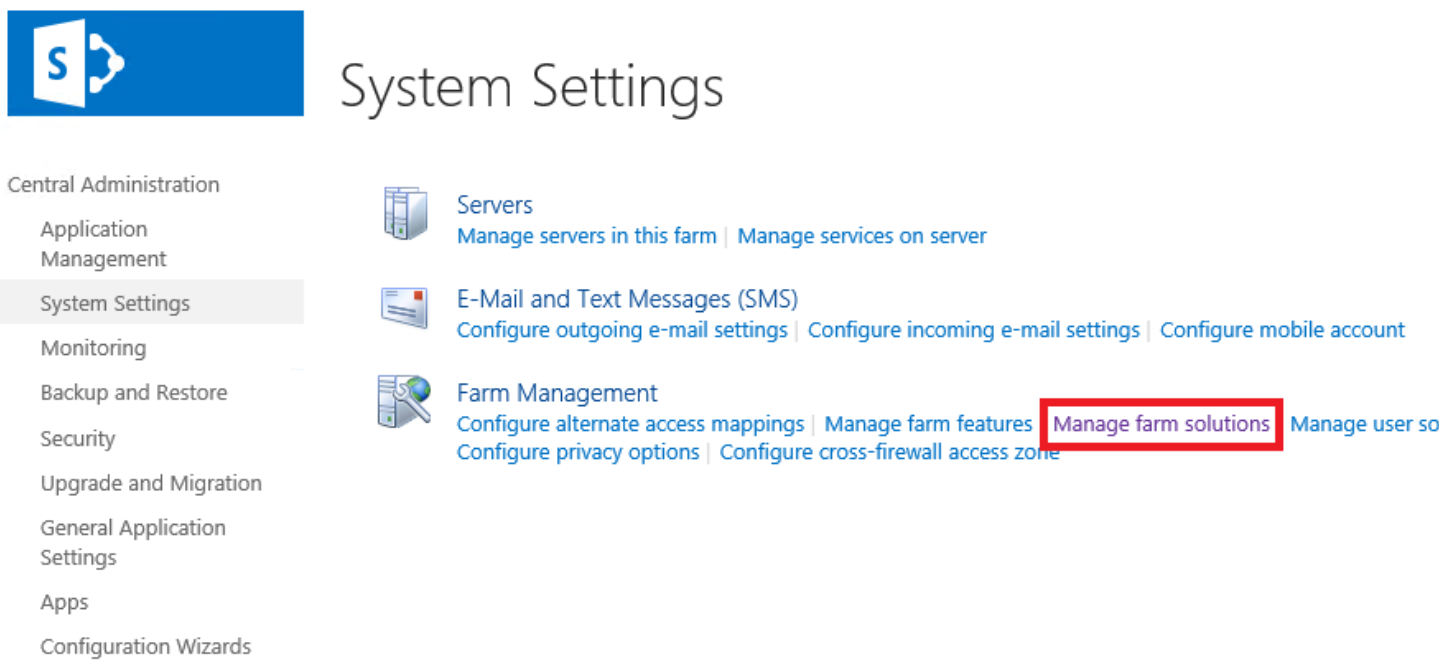 S
System Settings
Central Administration
Application
Management
System Settings
Monitoring
Backup and Restore
Security
Upgrade and Migration
General Application
Settings
Apps
Configuration Wizards
Servers
Manage servers in this farm | Manage services on server
E-Mail and Text Messages (SMS)
Configure outgoing e-mail settings | Configure incoming e-mail settings | Configure mobile account
Farm Management
Configure alternate access mappings | Manage farm features Manage farm solutions Manage user so
Configure privacy options | Configure cross-firewall access zone